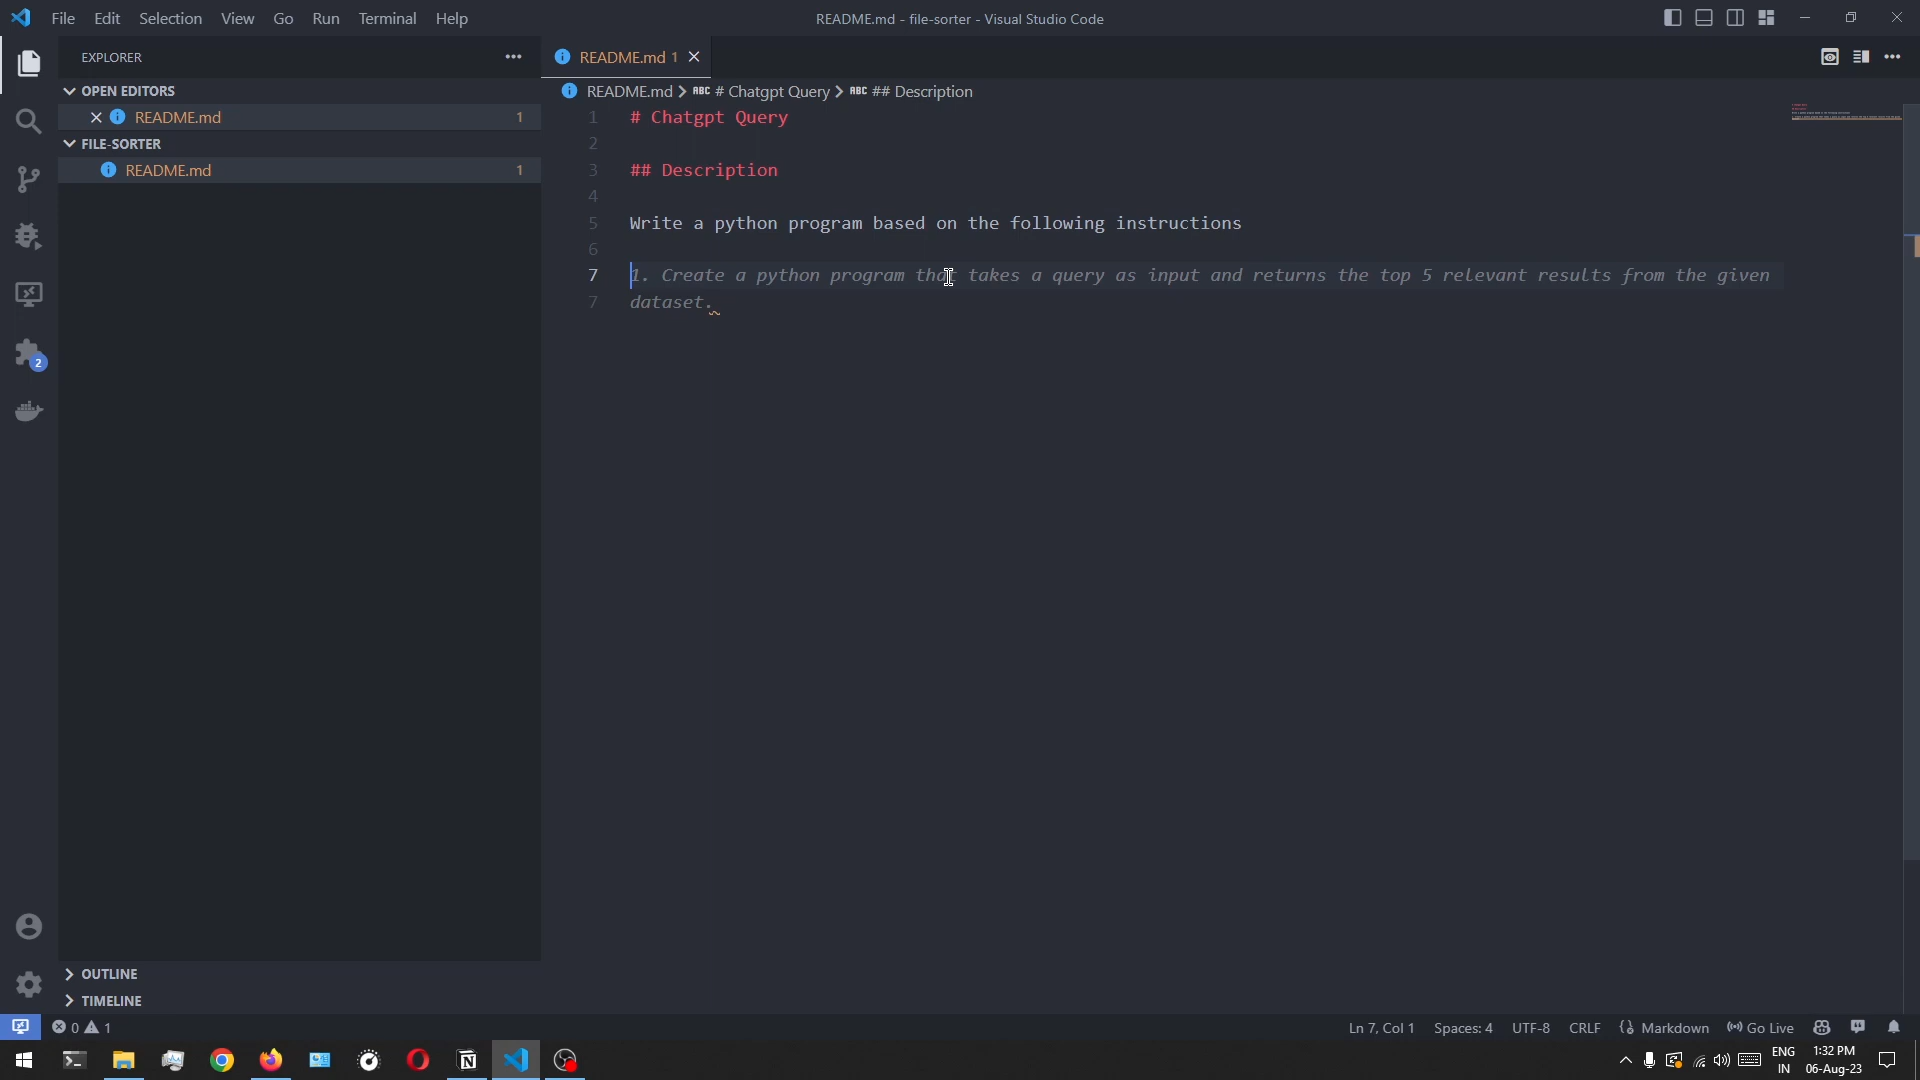 File Edit Selection View Go Run Terminal Help
README.md - file-sorter - Visual Studio Code
EXPLORER
README.md 1
OPEN EDITORS
README.md > # Chatgpt Query > ## Description
README.md 1
FILE-SORTER
README.md 1
1 # Chatgpt Query
2
3 ## Description
4
5 Write a python program based on the following instructions
6
7 1. Create a python program that takes a query as input and returns the top 5 relevant results from the given
7 dataset.
2
OUTLINE
TIMELINE
0 1
Ln 7, Col 1 Spaces: 4 UTF-8 CRLF Markdown Go Live
ENG
IN
1:32 PM
06-Aug-23